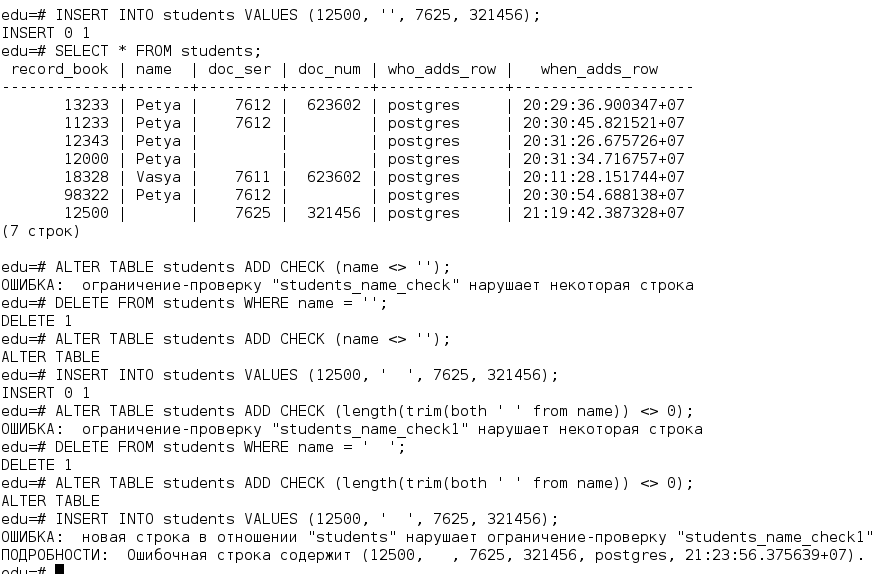 edu=# INSERT INTO students VALUES (12500, '', 7625, 321456);
INSERT 0 1
edu=# SELECT * FROM students;
 record_book | name  | doc_ser | doc_num | who_adds_row |   when_adds_row
-------------+-------+---------+---------+--------------+-------------------
       13233 | Petya |    7612 |  623602 | postgres     | 20:29:36.900347+07
       11233 | Petya |    7612 |         | postgres     | 20:30:45.821521+07
       12343 | Petya |         |         | postgres     | 20:31:26.675726+07
       12000 | Petya |         |         | postgres     | 20:31:34.716757+07
       18328 | Vasya |    7611 |  623602 | postgres     | 20:11:28.151744+07
       98322 | Petya |    7612 |         | postgres     | 20:30:54.688138+07
       12500 |       |    7625 |  321456 | postgres     | 21:19:42.387328+07
(7 строк)
edu=# ALTER TABLE students ADD CHECK (name <> '');
ОШИБКА:  ограничение-проверку "students_name_check" нарушает некоторая строка
edu=# DELETE FROM students WHERE name = '';
DELETE 1
edu=# ALTER TABLE students ADD CHECK (name <> '');
ALTER TABLE
edu=# INSERT INTO students VALUES (12500, '  ', 7625, 321456);
INSERT 0 1
edu=# ALTER TABLE students ADD CHECK (length(trim(both ' ' from name)) <> 0);
ОШИБКА:  ограничение-проверку "students_name_check1" нарушает некоторая строка
edu=# DELETE FROM students WHERE name = '  ';
DELETE 1
edu=# ALTER TABLE students ADD CHECK (length(trim(both ' ' from name)) <> 0);
ALTER TABLE
edu=# INSERT INTO students VALUES (12500, '  ', 7625, 321456);
ОШИБКА:  новая строка в отношении "students" нарушает ограничение-проверку "students_name_check1"
ПОДРОБНОСТИ:  Ошибочная строка содержит (12500,   , 7625, 321456, postgres, 21:23:56.375639+07).
edu=#